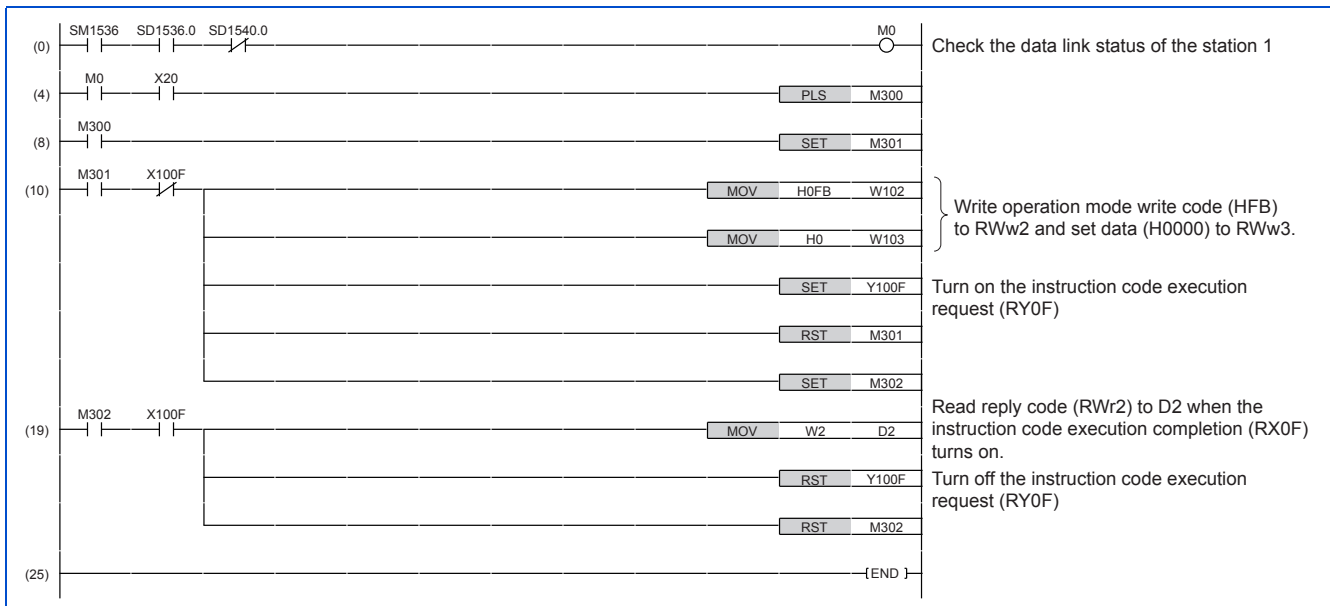 SM1536 SD1536.0 SD1540.0 M0
(0) Check the data link status of the station 1
M0 X20
(4) PLS M300
M300
(8) SET M301
M301 X100F
(10) MOV H0FB W102
Write operation mode write code (HFB)
to RWw2 and set data (H0000) to RWw3.
MOV H0 W103
SET Y100F Turn on the instruction code execution
request (RY0F)
RST M301
SET M302
M302 X100F
Read reply code (RWr2) to D2 when the
(19) MOV W2 D2 instruction code execution completion (RX0F)
turns on.
RST Y100F Turn off the instruction code execution
request (RY0F)
RST M302
(25) END